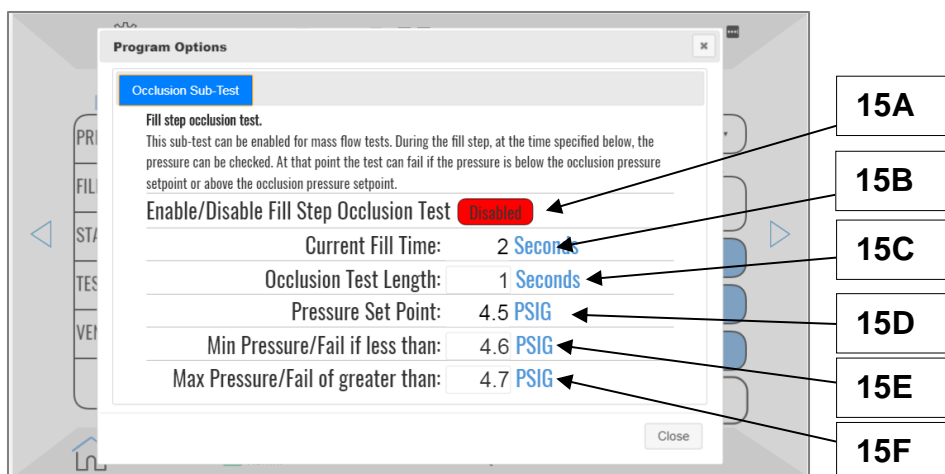 Program Options
×
Occlusion Sub-Test
Fill step occlusion test.
This sub-test can be enabled for mass flow tests. During the fill step, at the time specified below, the
pressure can be checked. At that point the test can fail if the pressure is below the occlusion pressure
setpoint or above the occlusion pressure setpoint.
Enable/Disable Fill Step Occlusion Test Disabled
Current Fill Time: 2 Seconds
Occlusion Test Length: 1 Seconds
Pressure Set Point: 4.5 PSIG
Min Pressure/Fail if less than: 4.6 PSIG
Max Pressure/Fail of greater than: 4.7 PSIG
Close
15A
15B
15C
15D
15E
15F